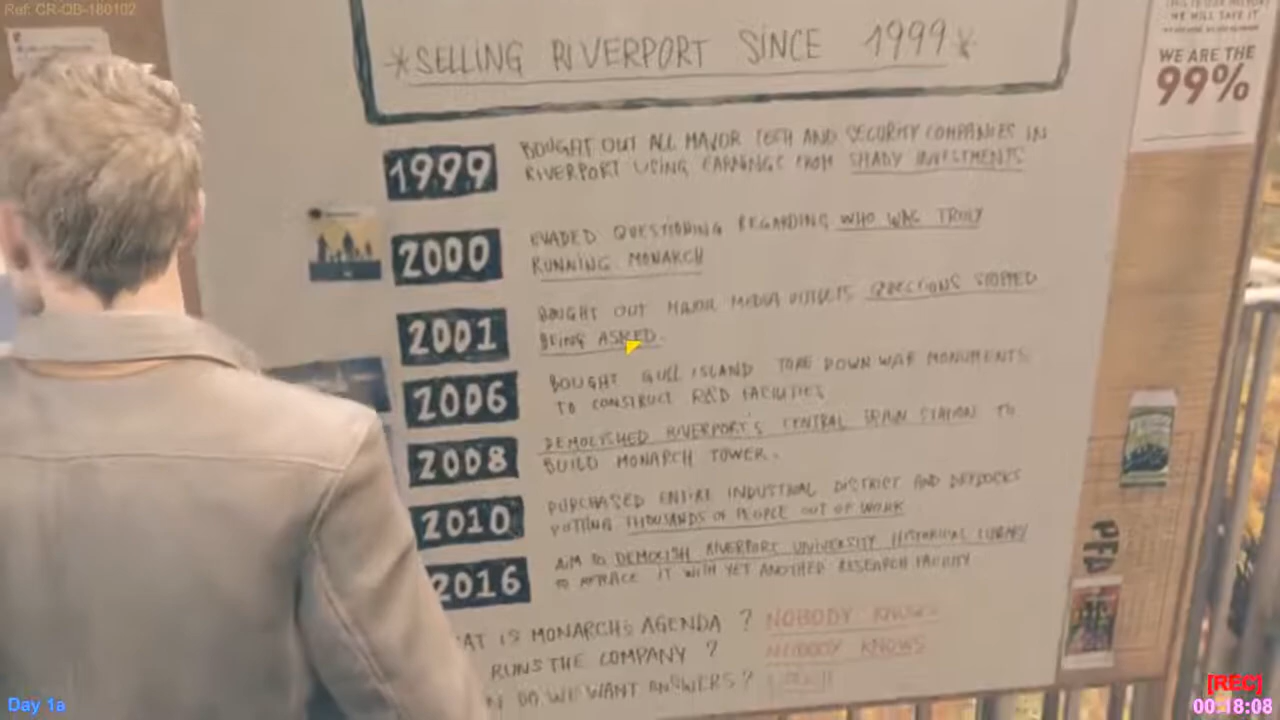 Ref: CR-QB-180102
WE WILL SAVE IT
WE ARE THE
99%
*SELLING RIVERPORT SINCE 1999*
1999
BOUGHT OUT ALL MAJOR TECH AND SECURITY COMPANIES IN
RIVERPORT USING EARNINGS FROM SHADY INVESTMENTS
2000
EVADED QUESTIONING REGARDING WHO WAS TRULY
RUNNING MONARCH
2001
BOUGHT OUT MAJOR MEDIA OUTLETS QUESTIONS STOPPED
BEING ASKED.
2006
BOUGHT GULL ISLAND TORE DOWN WAR MONUMENTS
TO CONSTRUCT R&D FACILITIES
2008
DEMOLISHED RIVERPORT'S CENTRAL TRAIN STATION TO
BUILD MONARCH TOWER.
2010
PURCHASED ENTIRE INDUSTRIAL DISTRICT AND DRYDOCKS
PUTTING THOUSANDS OF PEOPLE OUT OF WORK
2016
AIM TO DEMOLISH RIVERPORT UNIVERSITY HISTORICAL LIBRARY
TO REPLACE IT WITH YET ANOTHER RESEARCH FACILITY
AT IS MONARCH'S AGENDA ? NOBODY KNOWS
RUNS THE COMPANY ? NOBODY KNOWS
N DO WE WANT ANSWERS?
Day 1a
[REC]
00:18:08